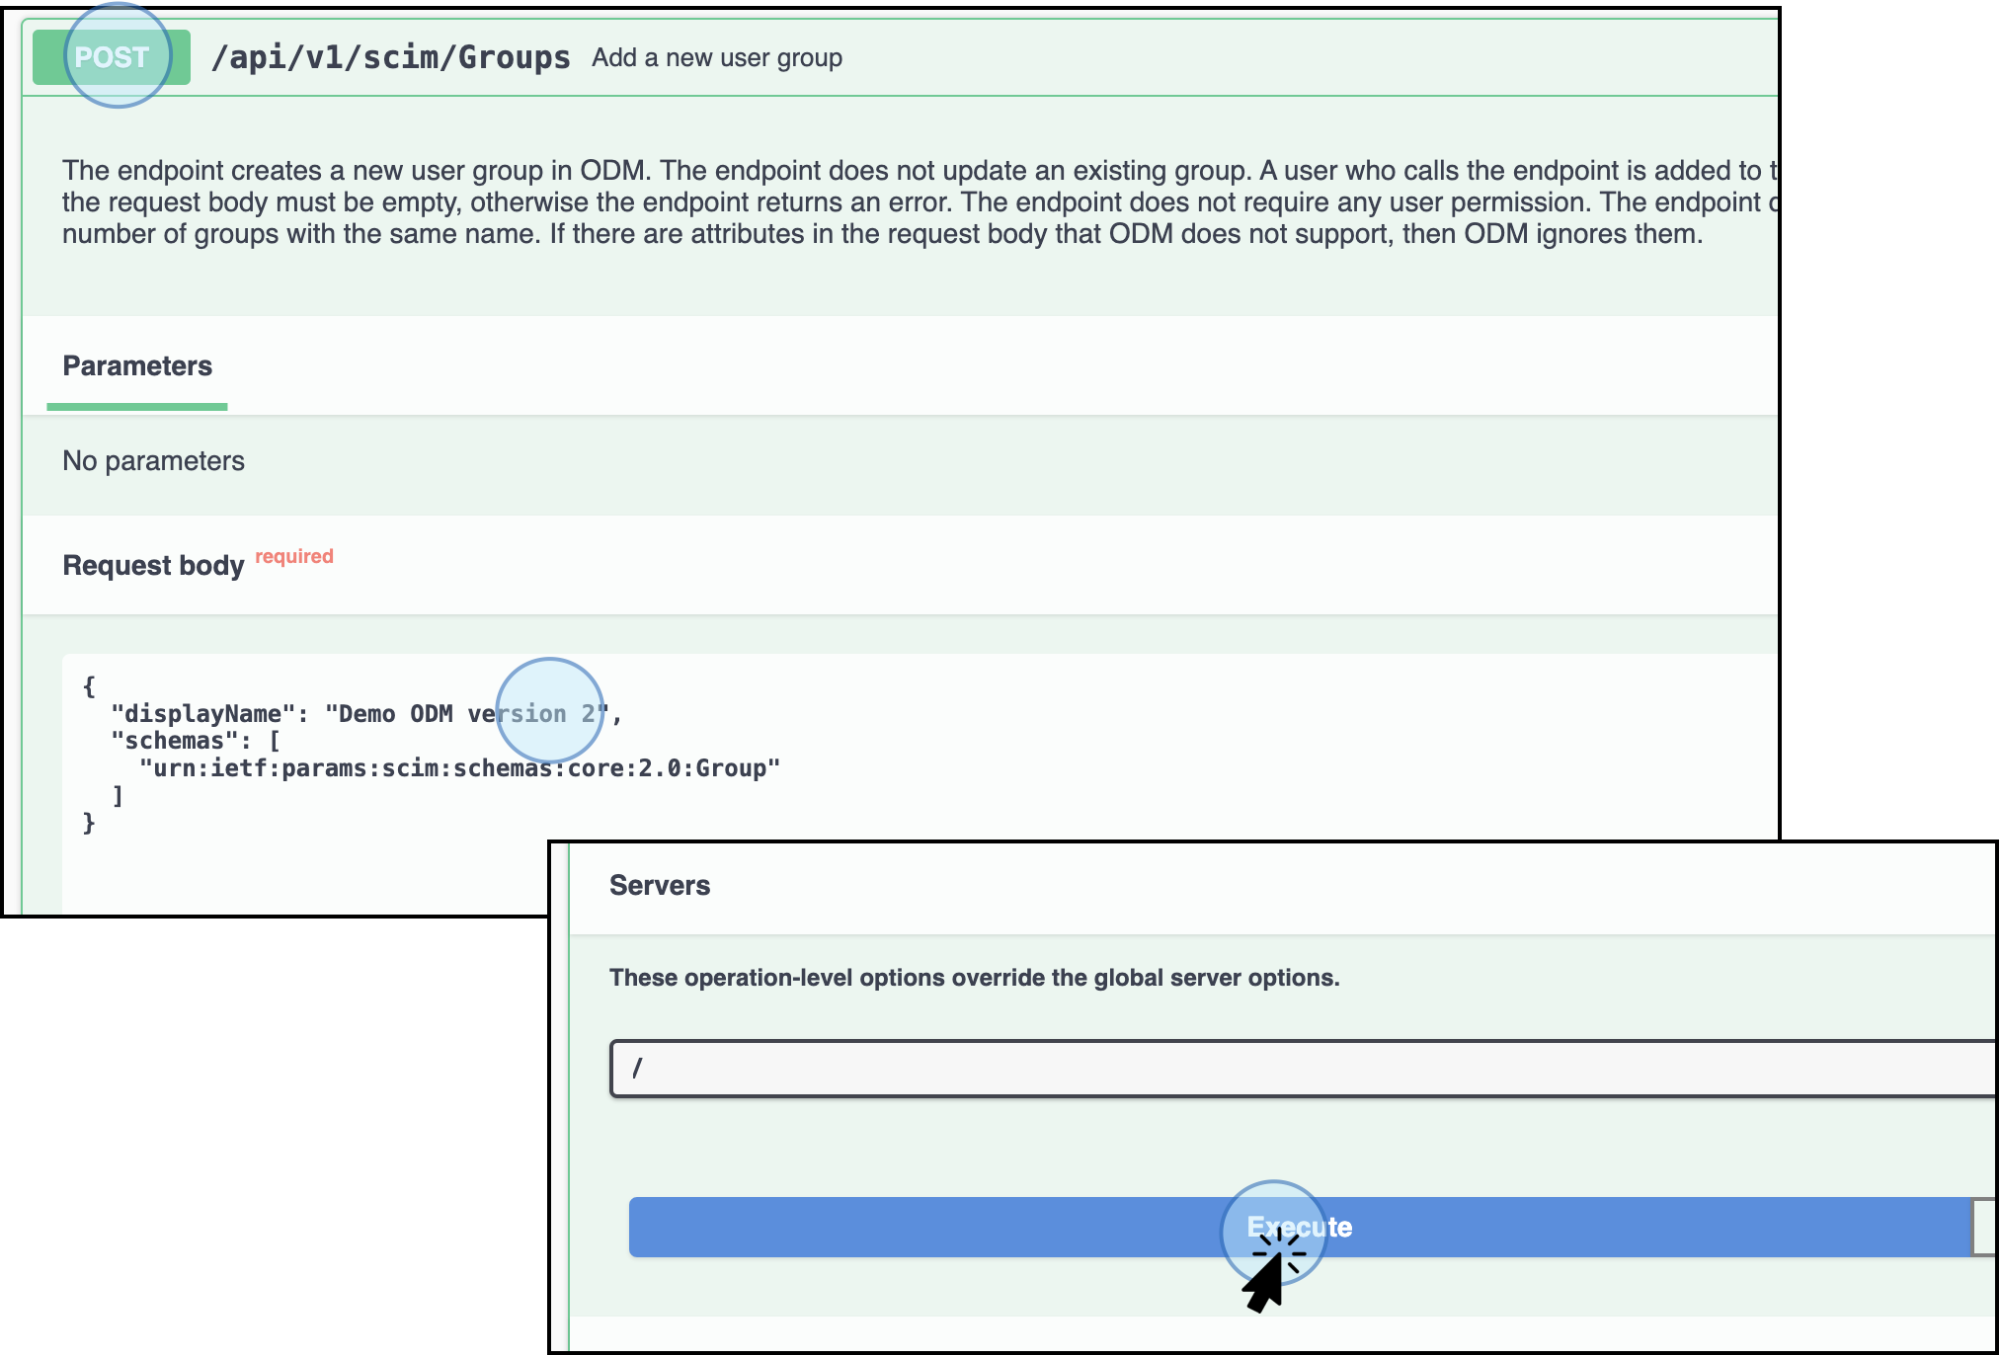 POST /api/v1/scim/Groups Add a new user group
The endpoint creates a new user group in ODM. The endpoint does not update an existing group. A user who calls the endpoint is added to
the request body must be empty, otherwise the endpoint returns an error. The endpoint does not require any user permission. The endpoint
number of groups with the same name. If there are attributes in the request body that ODM does not support, then ODM ignores them.
Parameters
No parameters
Request body required
{
  "displayName": "Demo ODM version 2",
  "schemas": [
    "urn:ietf:params:scim:schemas:core:2.0:Group"
  ]
}
Servers
These operation-level options override the global server options.
/
Execute